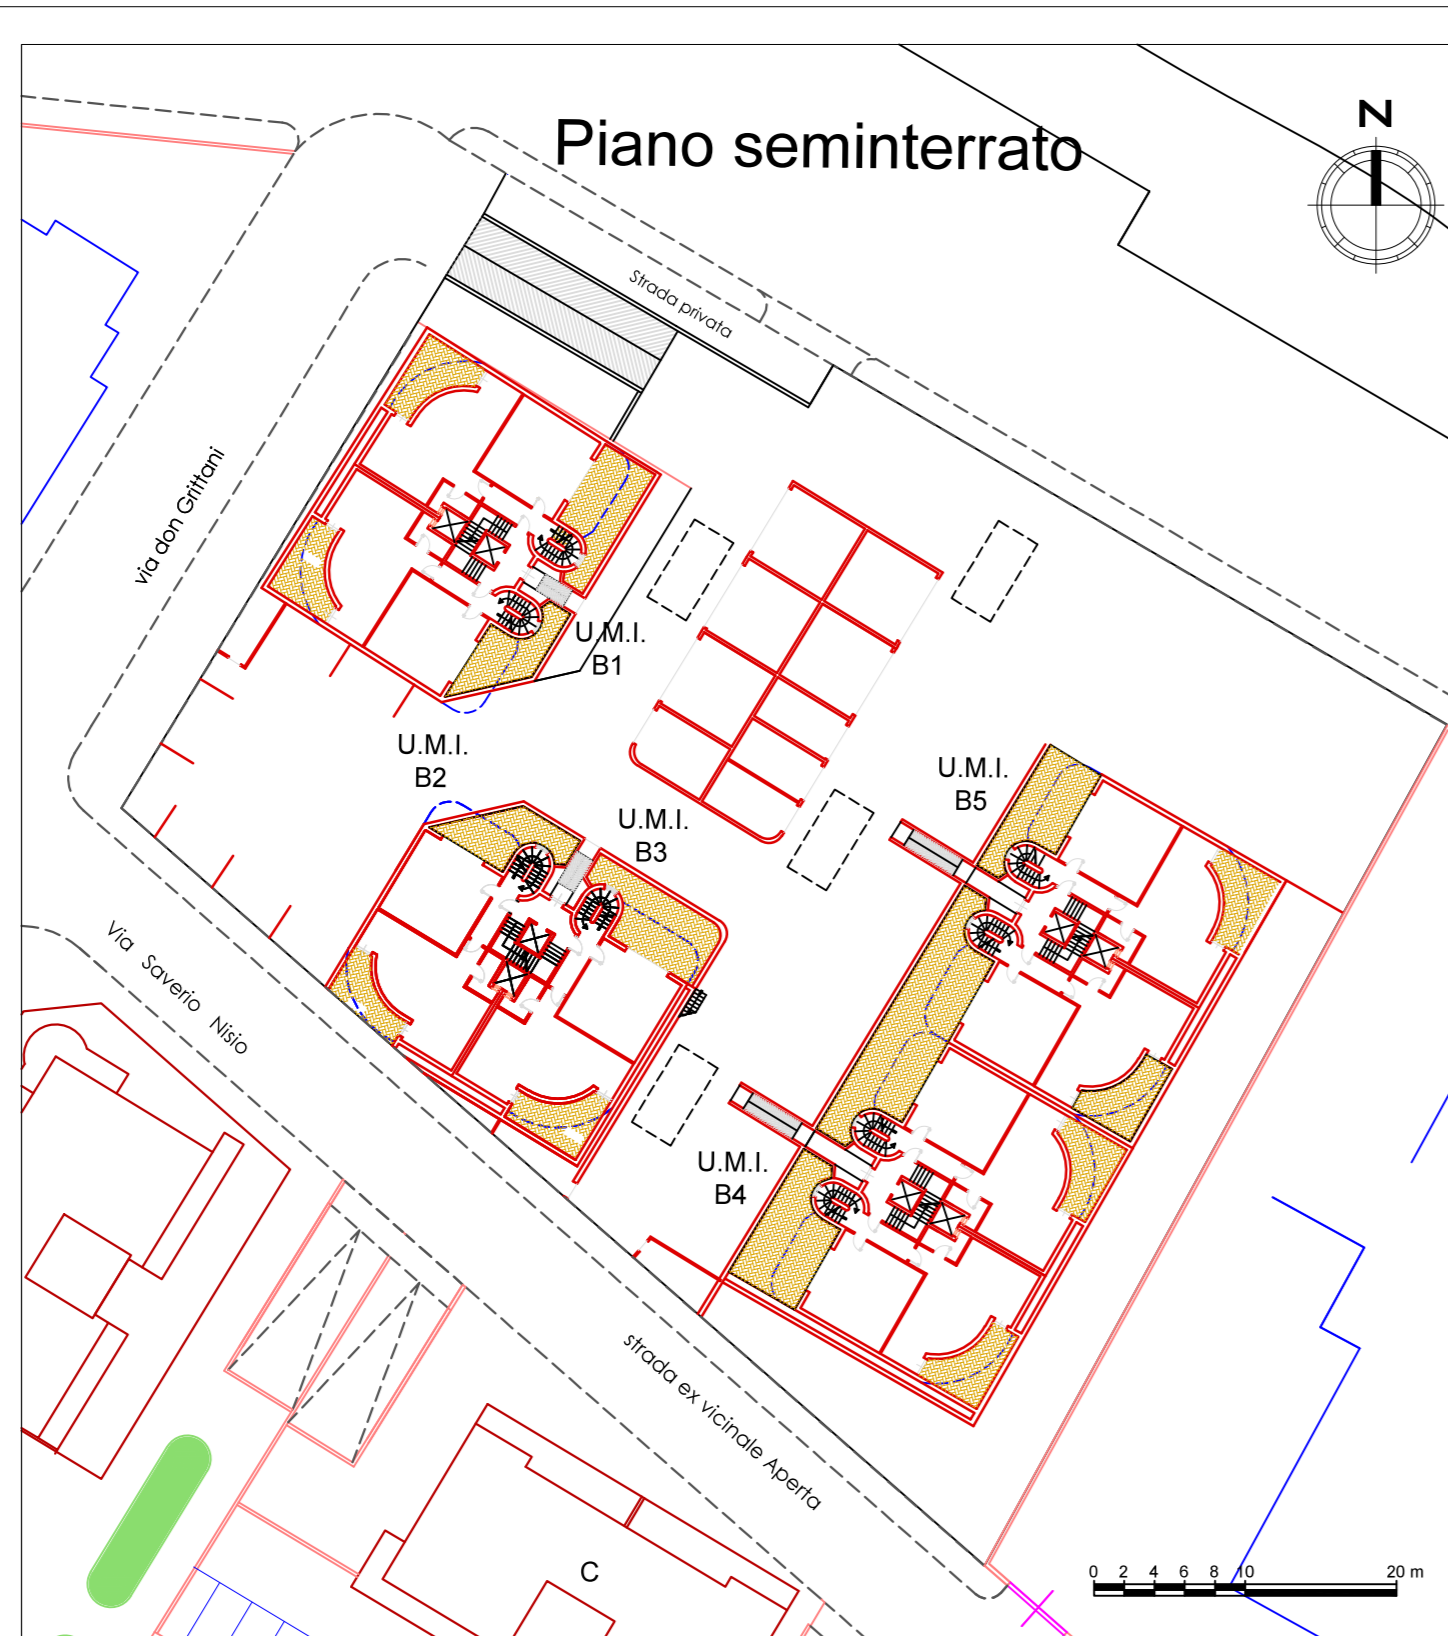 Piano seminterrato
N
Strada privata
via don Grittani
U.M.I.
B1
U.M.I.
B2
U.M.I.
B3
U.M.I.
B5
Via Saverio Nisio
U.M.I.
B4
strada ex vicinale Aperta
C
0 2 4 6 8 10 20 m